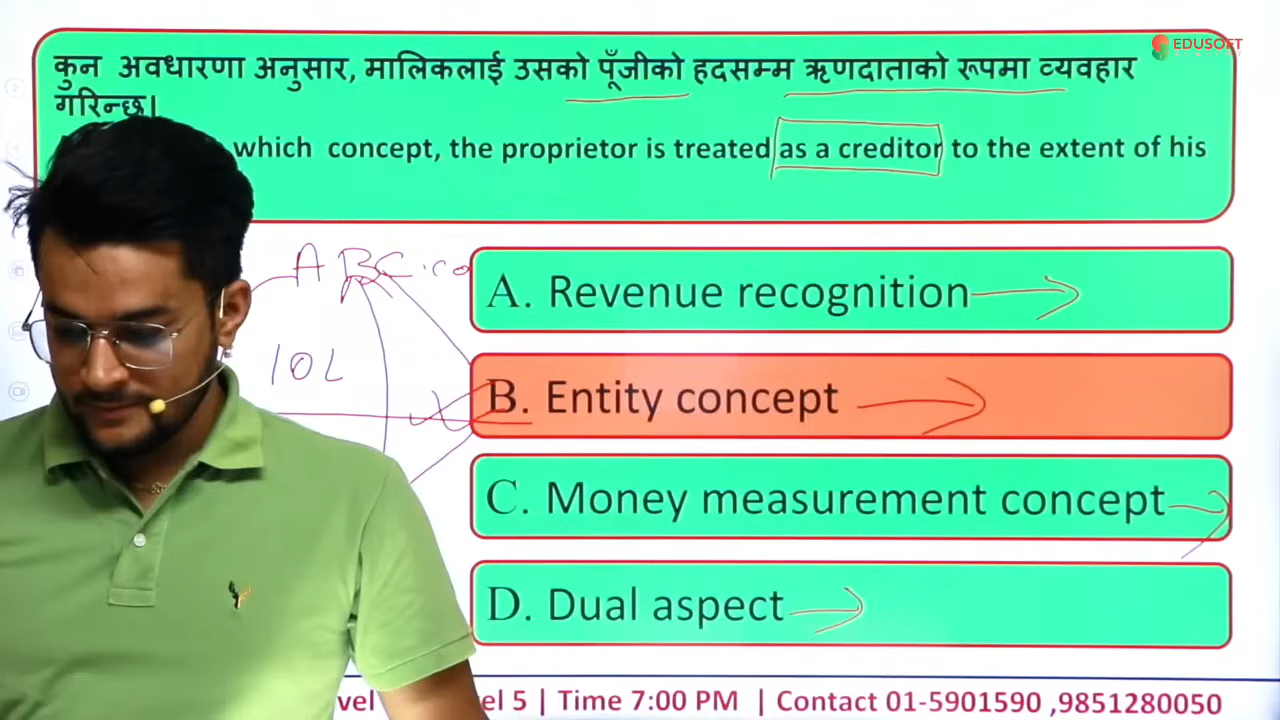 EDUSOFT
कुन अवधारणा अनुसार, मालिकलाई उसको पूँजीको हदसम्म ऋणदाताको रूपमा व्यवहार
गरिन्छ।
which concept, the proprietor is treated as a creditor to the extent of his
A B C. co
10L
A. Revenue recognition
B. Entity concept
C. Money measurement concept
D. Dual aspect
vel el 5 | Time 7:00 PM | Contact 01-5901590 ,9851280050